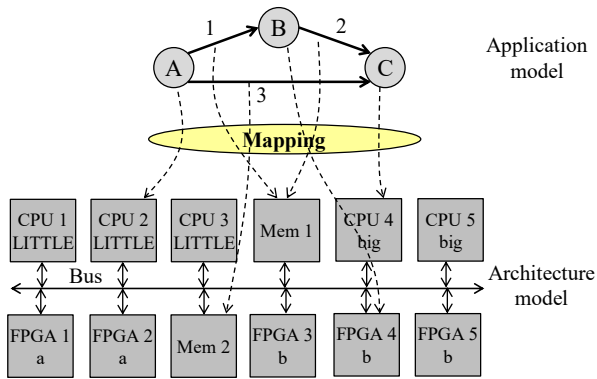 1
B
2
A
C
3
Application
model
Mapping
CPU 1
LITTLE
CPU 2
LITTLE
CPU 3
LITTLE
Mem 1
CPU 4
big
CPU 5
big
Bus
Architecture
model
FPGA 1
a
FPGA 2
a
Mem 2
FPGA 3
b
FPGA 4
b
FPGA 5
b